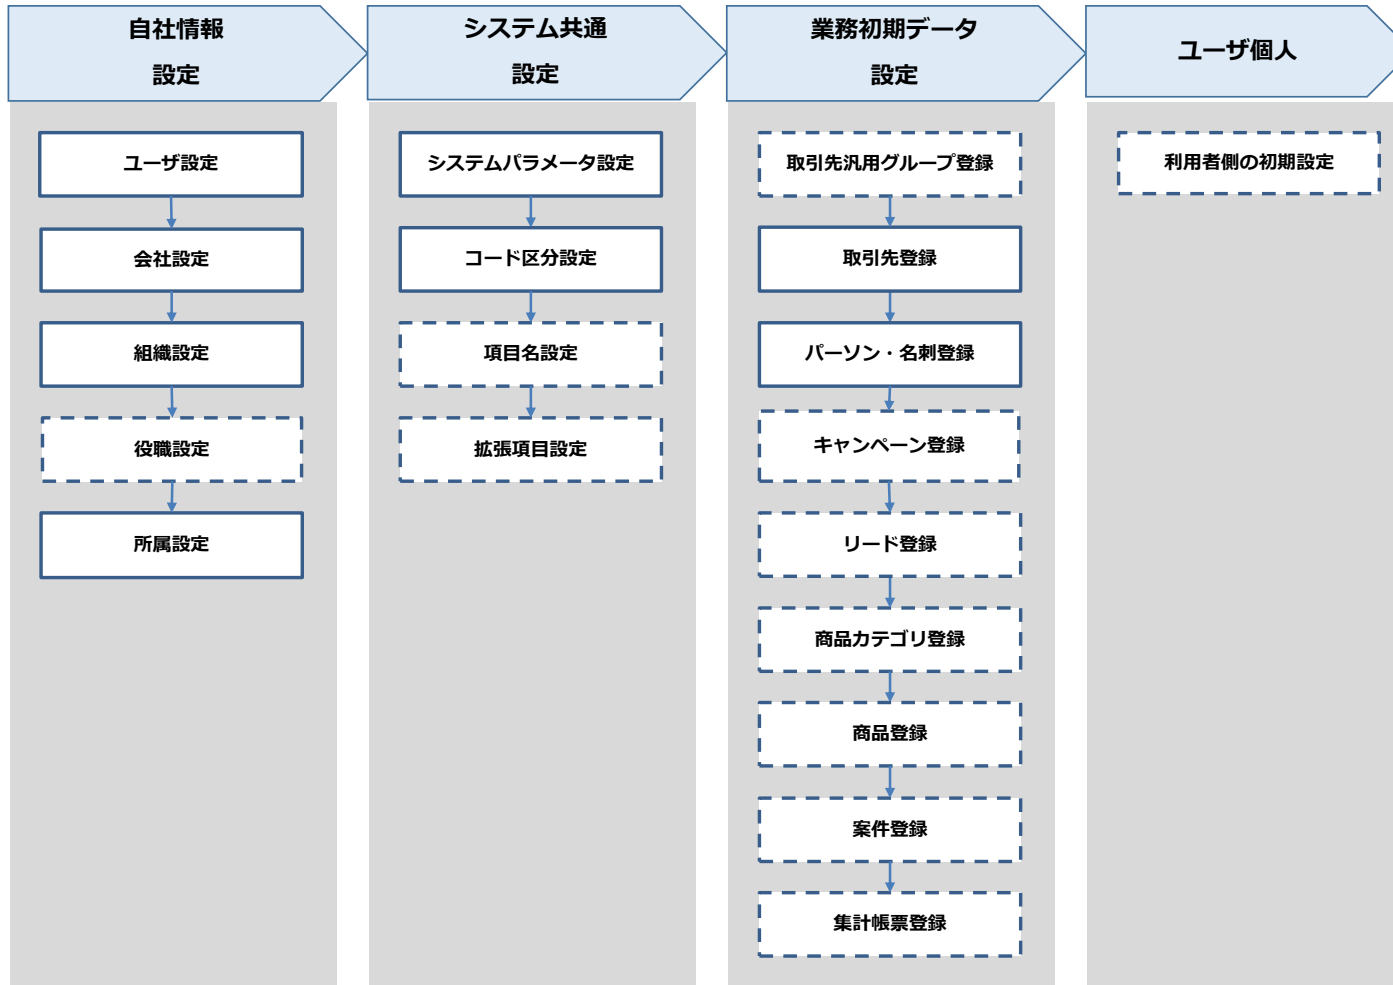 自社情報
設定
ユーザ設定
会社設定
組織設定
役職設定
所属設定
システム共通
設定
システムパラメータ設定
コード区分設定
項目名設定
拡張項目設定
業務初期データ
設定
取引先汎用グループ登録
取引先登録
パーソン・名刺登録
キャンペーン登録
リード登録
商品カテゴリ登録
商品登録
案件登録
集計帳票登録
ユーザ個人
利用者側の初期設定